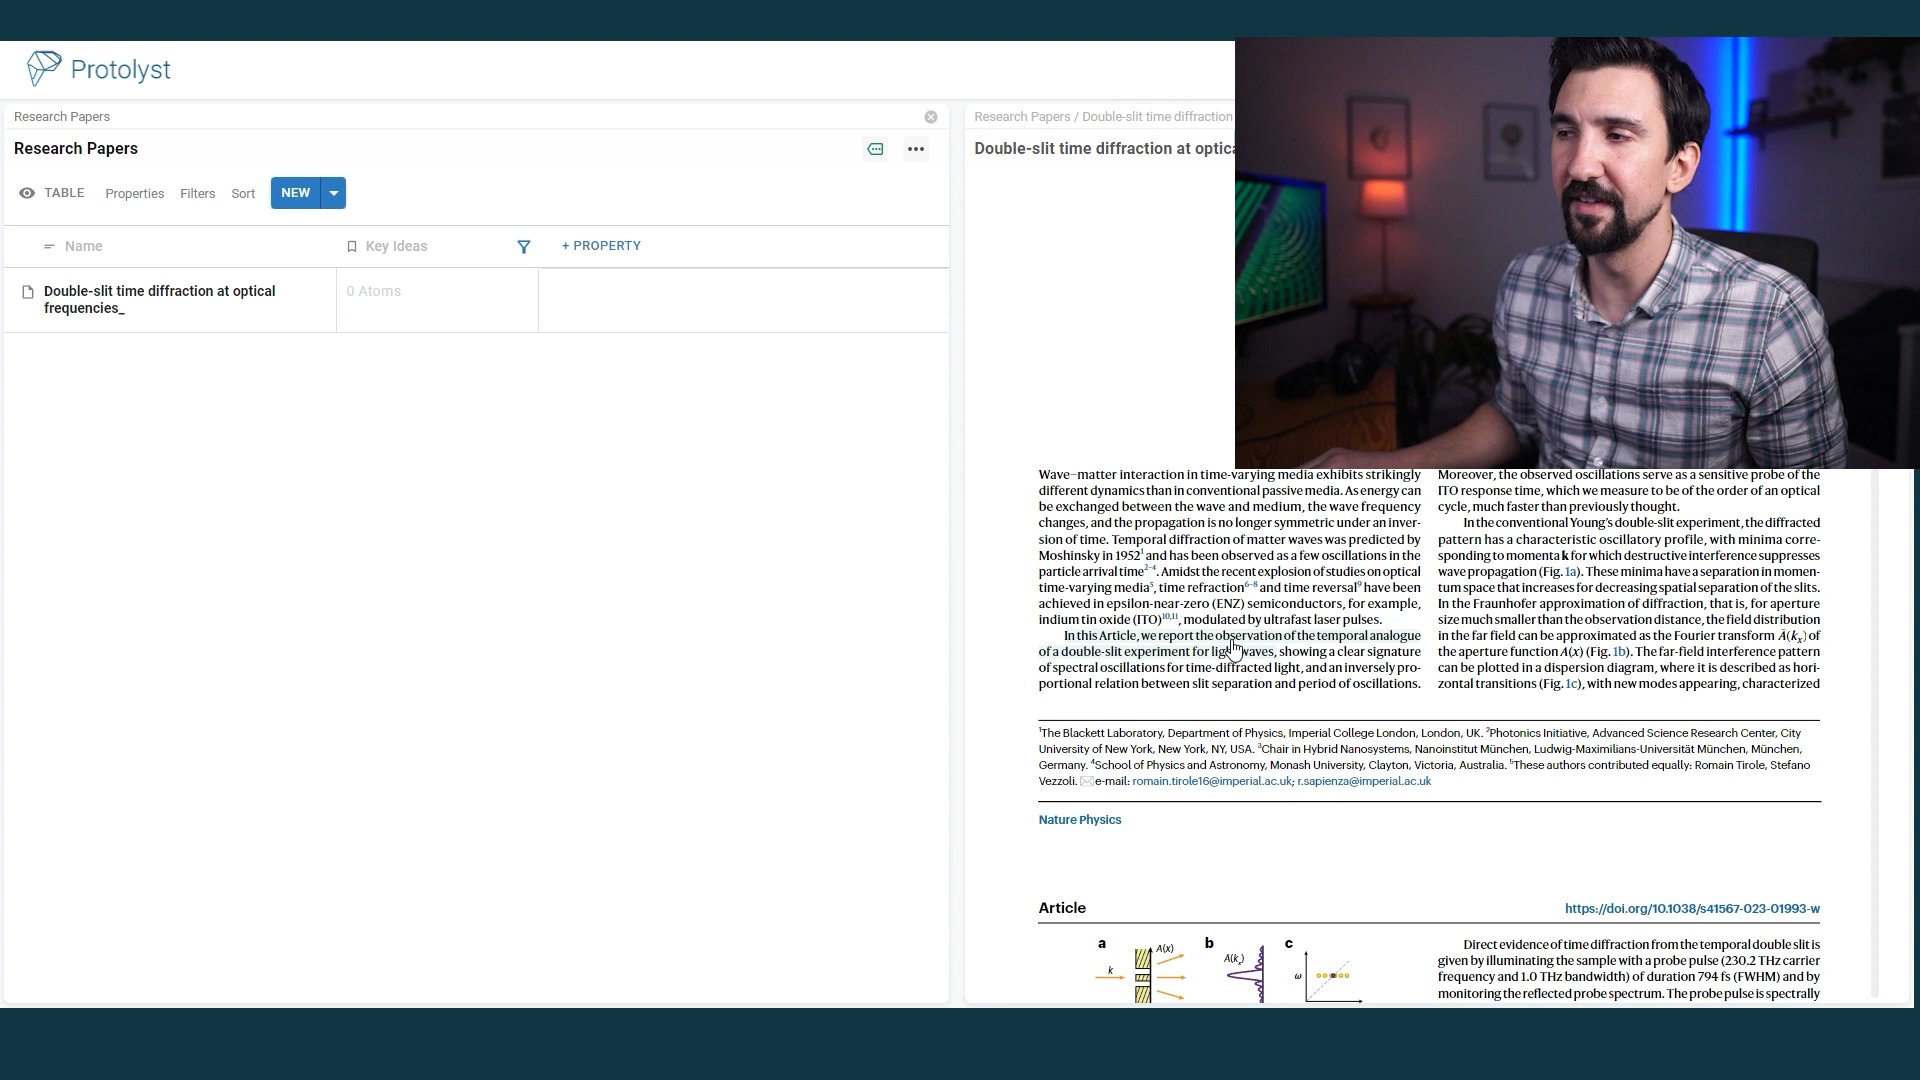 Protolyst
Research Papers
Research Papers
TABLE Properties Filters Sort NEW
Name Key Ideas + PROPERTY
Double-slit time diffraction at optical
frequencies_
0 Atoms
Research Papers / Double-slit time diffraction
Double-slit time diffraction at optica
Wave–matter interaction in time-varying media exhibits strikingly
different dynamics than in conventional passive media. As energy can
be exchanged between the wave and medium, the wave frequency
changes, and the propagation is no longer symmetric under an inver-
sion of time. Temporal diffraction of matter waves was predicted by
Moshinsky in 1952¹ and has been observed as a few oscillations in the
particle arrival time²⁻⁴. Amidst the recent explosion of studies on optical
time-varying media⁵, time refraction⁶⁻⁸ and time reversal⁹ have been
achieved in epsilon-near-zero (ENZ) semiconductors, for example,
indium tin oxide (ITO)¹⁰,¹¹, modulated by ultrafast laser pulses.
In this Article, we report the observation of the temporal analogue
of a double-slit experiment for light waves, showing a clear signature
of spectral oscillations for time-diffracted light, and an inversely pro-
portional relation between slit separation and period of oscillations.
Moreover, the observed oscillations serve as a sensitive probe of the
ITO response time, which we measure to be of the order of an optical
cycle, much faster than previously thought.
In the conventional Young's double-slit experiment, the diffracted
pattern has a characteristic oscillatory profile, with minima corre-
sponding to momenta k for which destructive interference suppresses
wave propagation (Fig. 1a). These minima have a separation in momen-
tum space that increases for decreasing spatial separation of the slits.
In the Fraunhofer approximation of diffraction, that is, for aperture
size much smaller than the observation distance, the field distribution
in the far field can be approximated as the Fourier transform Ã(kₓ) of
the aperture function A(x) (Fig. 1b). The far-field interference pattern
can be plotted in a dispersion diagram, where it is described as hori-
zontal transitions (Fig. 1c), with new modes appearing, characterized
¹The Blackett Laboratory, Department of Physics, Imperial College London, London, UK. ²Photonics Initiative, Advanced Science Research Center, City
University of New York, New York, NY, USA. ³Chair in Hybrid Nanosystems, Nanoinstitut München, Ludwig-Maximilians-Universität München, München,
Germany. ⁴School of Physics and Astronomy, Monash University, Clayton, Victoria, Australia. ⁵These authors contributed equally: Romain Tirole, Stefano
Vezzoli. e-mail: romain.tirole16@imperial.ac.uk; r.sapienza@imperial.ac.uk
Nature Physics
Article https://doi.org/10.1038/s41567-023-01993-w
a A(x) b Ã(kₓ) c
k ω
Direct evidence of time diffraction from the temporal double slit is
given by illuminating the sample with a probe pulse (230.2 THz carrier
frequency and 1.0 THz bandwidth) of duration 794 fs (FWHM) and by
monitoring the reflected probe spectrum. The probe pulse is spectrally